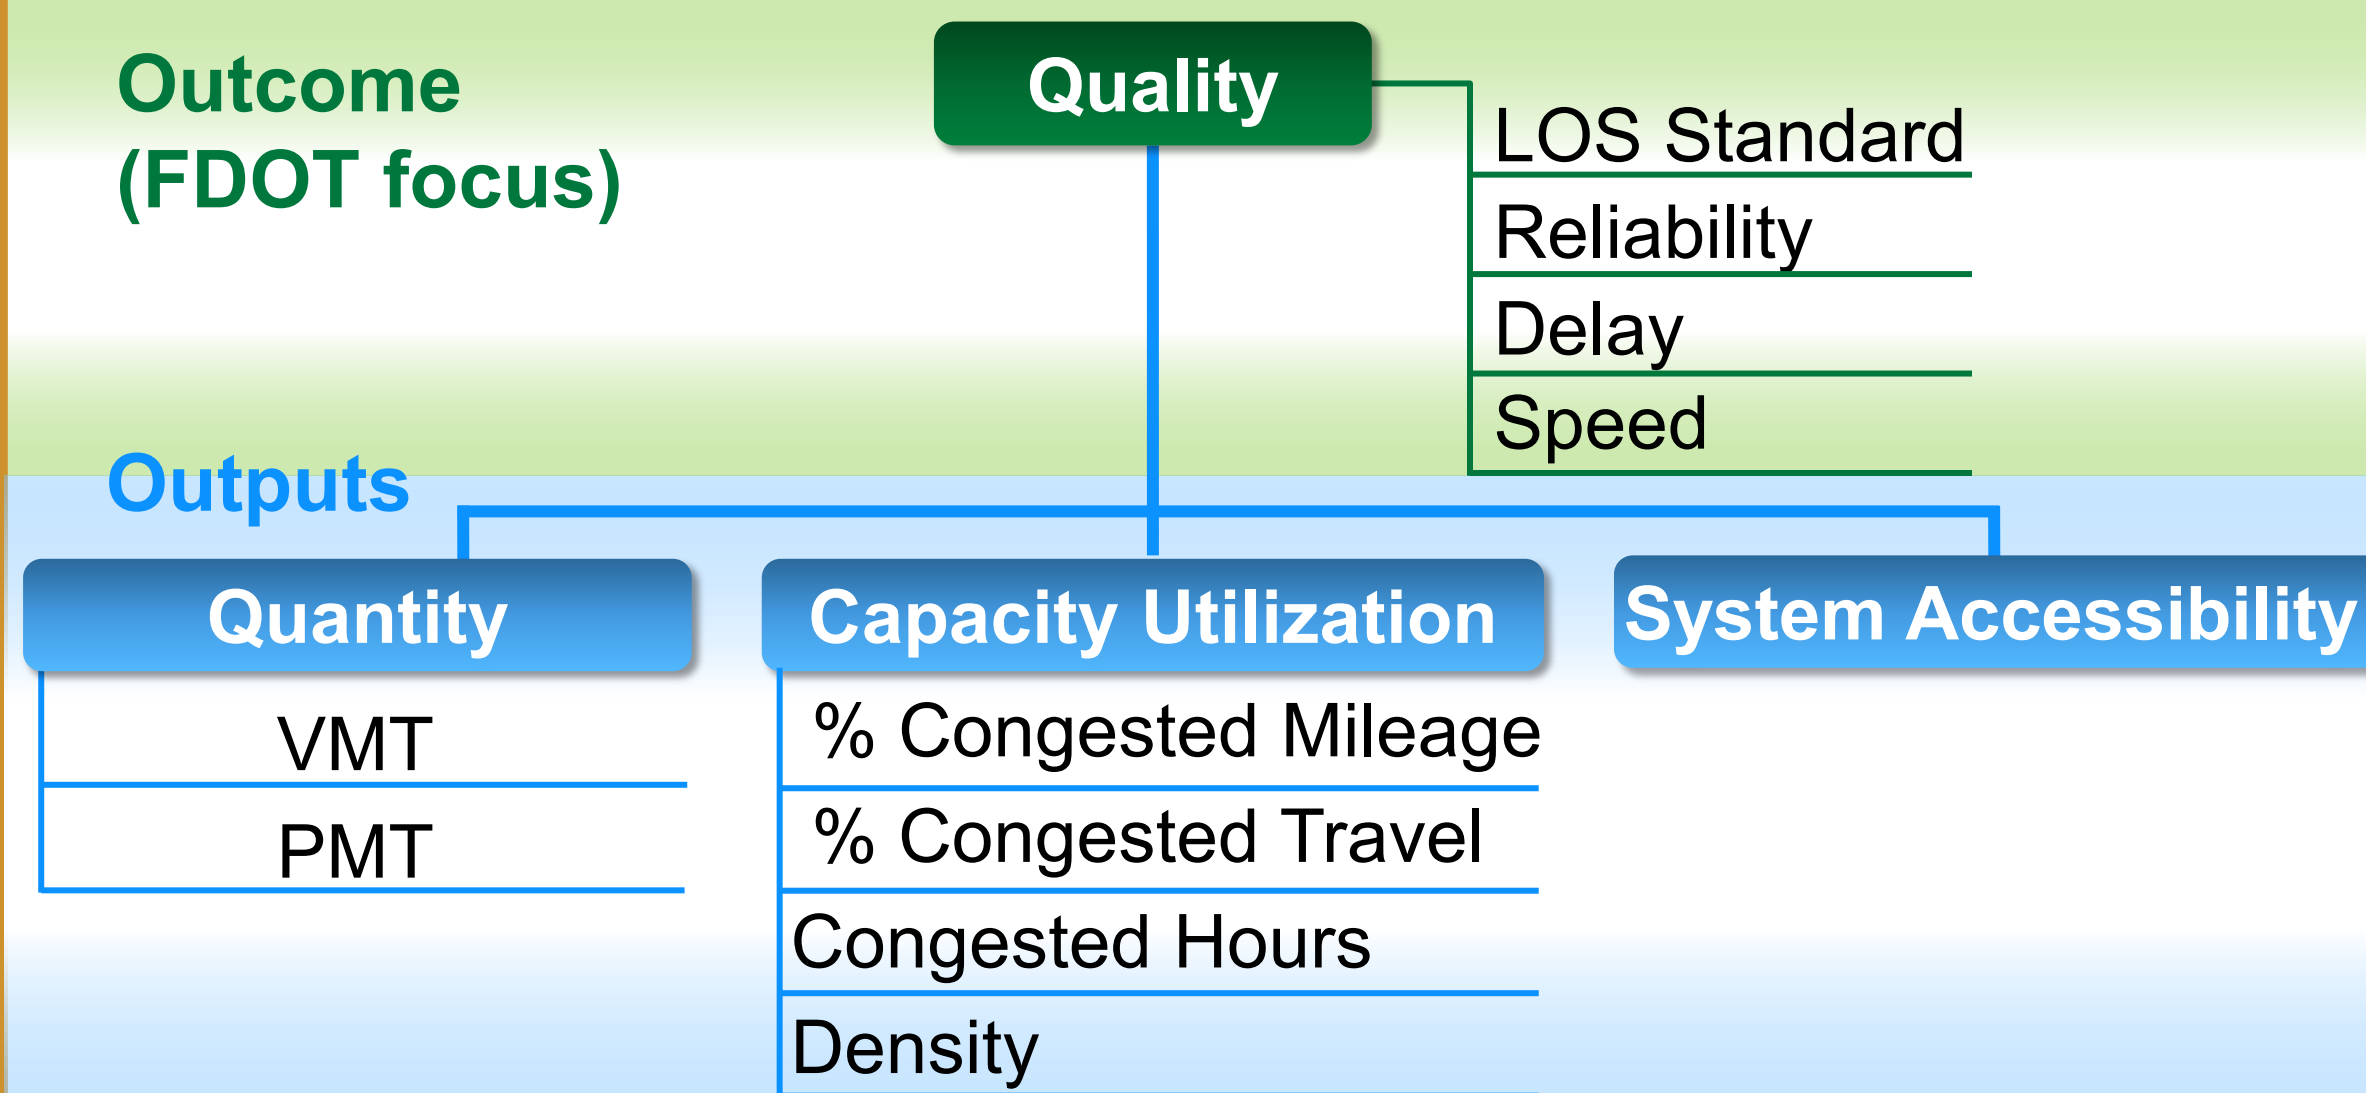 Outcome
(FDOT focus)
Quality
LOS Standard
Reliability
Delay
Speed
Outputs
Quantity
VMT
PMT
Capacity Utilization
% Congested Mileage
% Congested Travel
Congested Hours
Density
System Accessibility